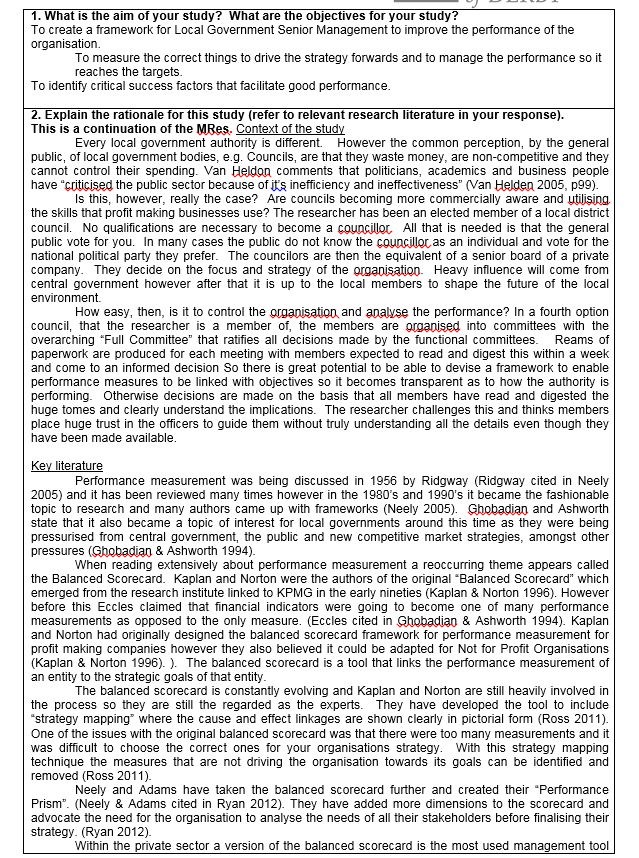 of DERBY
1. What is the aim of your study?  What are the objectives for your study?
To create a framework for Local Government Senior Management to improve the performance of the
organisation.
To measure the correct things to drive the strategy forwards and to manage the performance so it
reaches the targets.
To identify critical success factors that facilitate good performance.
2. Explain the rationale for this study (refer to relevant research literature in your response).
This is a continuation of the MRes. Context of the study
Every local government authority is different.  However the common perception, by the general
public, of local government bodies, e.g. Councils, are that they waste money, are non-competitive and they
cannot control their spending. Van Heldon comments that politicians, academics and business people
have “criticised the public sector because of it’s inefficiency and ineffectiveness” (Van Helden 2005, p99).
Is this, however, really the case?  Are councils becoming more commercially aware and utilising
the skills that profit making businesses use? The researcher has been an elected member of a local district
council.  No qualifications are necessary to become a councillor.  All that is needed is that the general
public vote for you.  In many cases the public do not know the councillor as an individual and vote for the
national political party they prefer.  The councilors are then the equivalent of a senior board of a private
company.  They decide on the focus and strategy of the organisation.  Heavy influence will come from
central government however after that it is up to the local members to shape the future of the local
environment.
How easy, then, is it to control the organisation and analyse the performance? In a fourth option
council, that the researcher is a member of, the members are organised into committees with the
overarching “Full Committee” that ratifies all decisions made by the functional committees.  Reams of
paperwork are produced for each meeting with members expected to read and digest this within a week
and come to an informed decision So there is great potential to be able to devise a framework to enable
performance measures to be linked with objectives so it becomes transparent as to how the authority is
performing.  Otherwise decisions are made on the basis that all members have read and digested the
huge tomes and clearly understand the implications.  The researcher challenges this and thinks members
place huge trust in the officers to guide them without truly understanding all the details even though they
have been made available.
Key literature
Performance measurement was being discussed in 1956 by Ridgway (Ridgway cited in Neely
2005) and it has been reviewed many times however in the 1980’s and 1990’s it became the fashionable
topic to research and many authors came up with frameworks (Neely 2005).  Ghobadian and Ashworth
state that it also became a topic of interest for local governments around this time as they were being
pressurised from central government, the public and new competitive market strategies, amongst other
pressures (Ghobadian & Ashworth 1994).
When reading extensively about performance measurement a reoccurring theme appears called
the Balanced Scorecard.  Kaplan and Norton were the authors of the original “Balanced Scorecard” which
emerged from the research institute linked to KPMG in the early nineties (Kaplan & Norton 1996). However
before this Eccles claimed that financial indicators were going to become one of many performance
measurements as opposed to the only measure. (Eccles cited in Ghobadian & Ashworth 1994). Kaplan
and Norton had originally designed the balanced scorecard framework for performance measurement for
profit making companies however they also believed it could be adapted for Not for Profit Organisations
(Kaplan & Norton 1996). ).  The balanced scorecard is a tool that links the performance measurement of
an entity to the strategic goals of that entity.
The balanced scorecard is constantly evolving and Kaplan and Norton are still heavily involved in
the process so they are still the regarded as the experts.  They have developed the tool to include
“strategy mapping” where the cause and effect linkages are shown clearly in pictorial form (Ross 2011).
One of the issues with the original balanced scorecard was that there were too many measurements and it
was difficult to choose the correct ones for your organisations strategy.  With this strategy mapping
technique the measures that are not driving the organisation towards its goals can be identified and
removed (Ross 2011).
Neely and Adams have taken the balanced scorecard further and created their “Performance
Prism”. (Neely & Adams cited in Ryan 2012). They have added more dimensions to the scorecard and
advocate the need for the organisation to analyse the needs of all their stakeholders before finalising their
strategy. (Ryan 2012).
Within the private sector a version of the balanced scorecard is the most used management tool